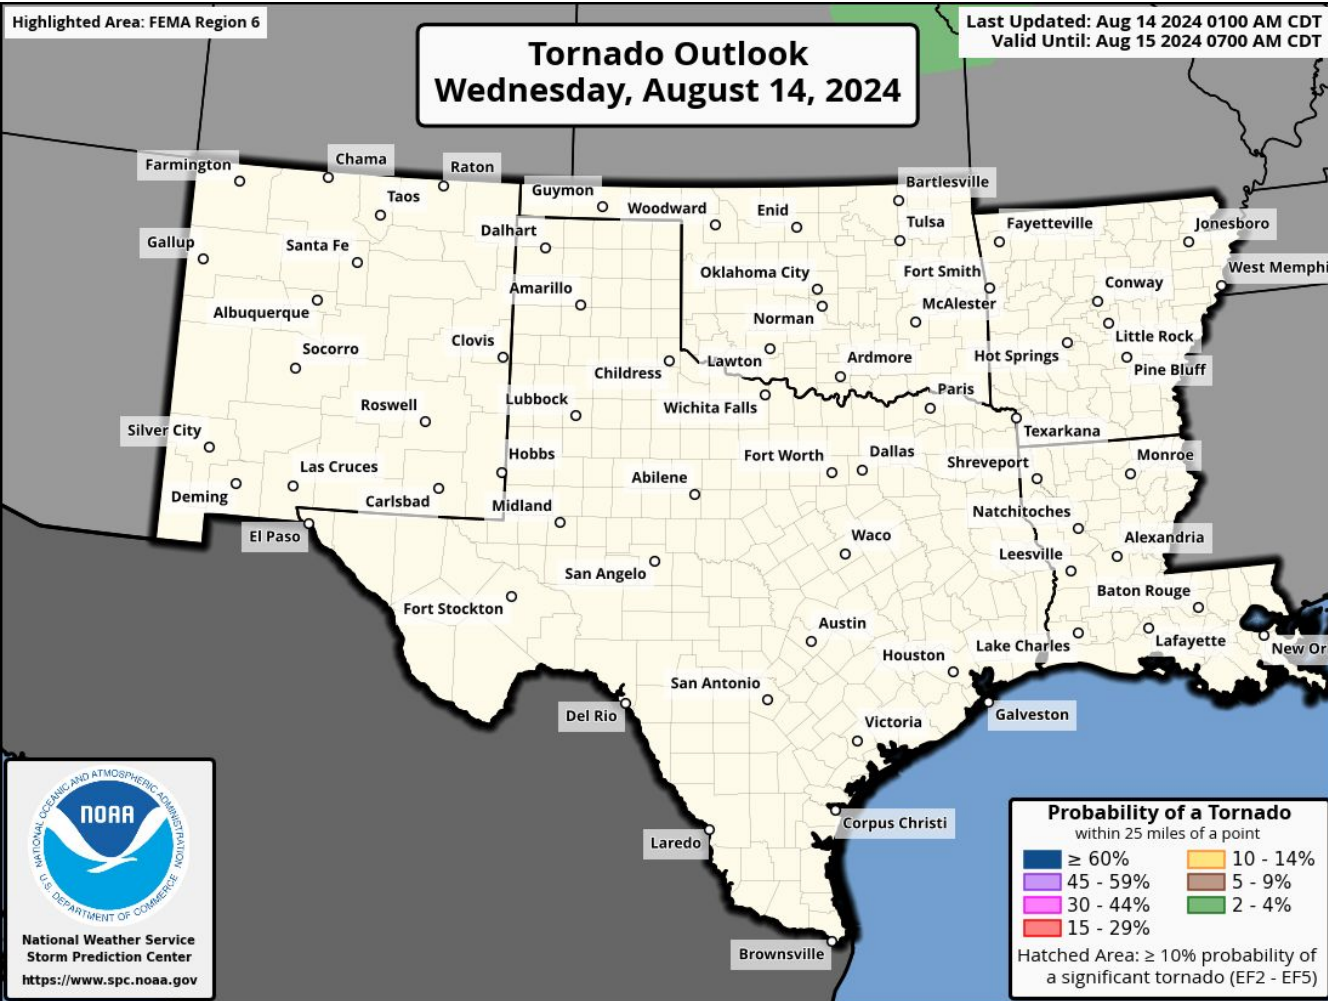 Highlighted Area: FEMA Region 6
Last Updated: Aug 14 2024 0100 AM CDT
Valid Until: Aug 15 2024 0700 AM CDT
Tornado Outlook
Wednesday, August 14, 2024
Farmington
Chama
Raton
Taos
Guymon
Woodward
Enid
Bartlesville
Tulsa
Fayetteville
Jonesboro
Gallup
Santa Fe
Dalhart
Oklahoma City
Fort Smith
West Memphi
Albuquerque
Amarillo
Norman
McAlester
Conway
Socorro
Clovis
Childress
Lawton
Ardmore
Hot Springs
Little Rock
Pine Bluff
Roswell
Lubbock
Wichita Falls
Paris
Texarkana
Silver City
Las Cruces
Hobbs
Abilene
Fort Worth
Dallas
Shreveport
Monroe
Deming
Carlsbad
Midland
Natchitoches
El Paso
Waco
Leesville
Alexandria
San Angelo
Baton Rouge
Fort Stockton
Austin
Lake Charles
Lafayette
New Or
Houston
San Antonio
Del Rio
Victoria
Galveston
Corpus Christi
Laredo
Brownsville
NATIONAL OCEANIC AND ATMOSPHERIC ADMINISTRATION
NOAA
U.S. DEPARTMENT OF COMMERCE
National Weather Service
Storm Prediction Center
https://www.spc.noaa.gov
Probability of a Tornado
within 25 miles of a point
≥ 60%
45 - 59%
30 - 44%
15 - 29%
10 - 14%
5 - 9%
2 - 4%
Hatched Area: ≥ 10% probability of
a significant tornado (EF2 - EF5)